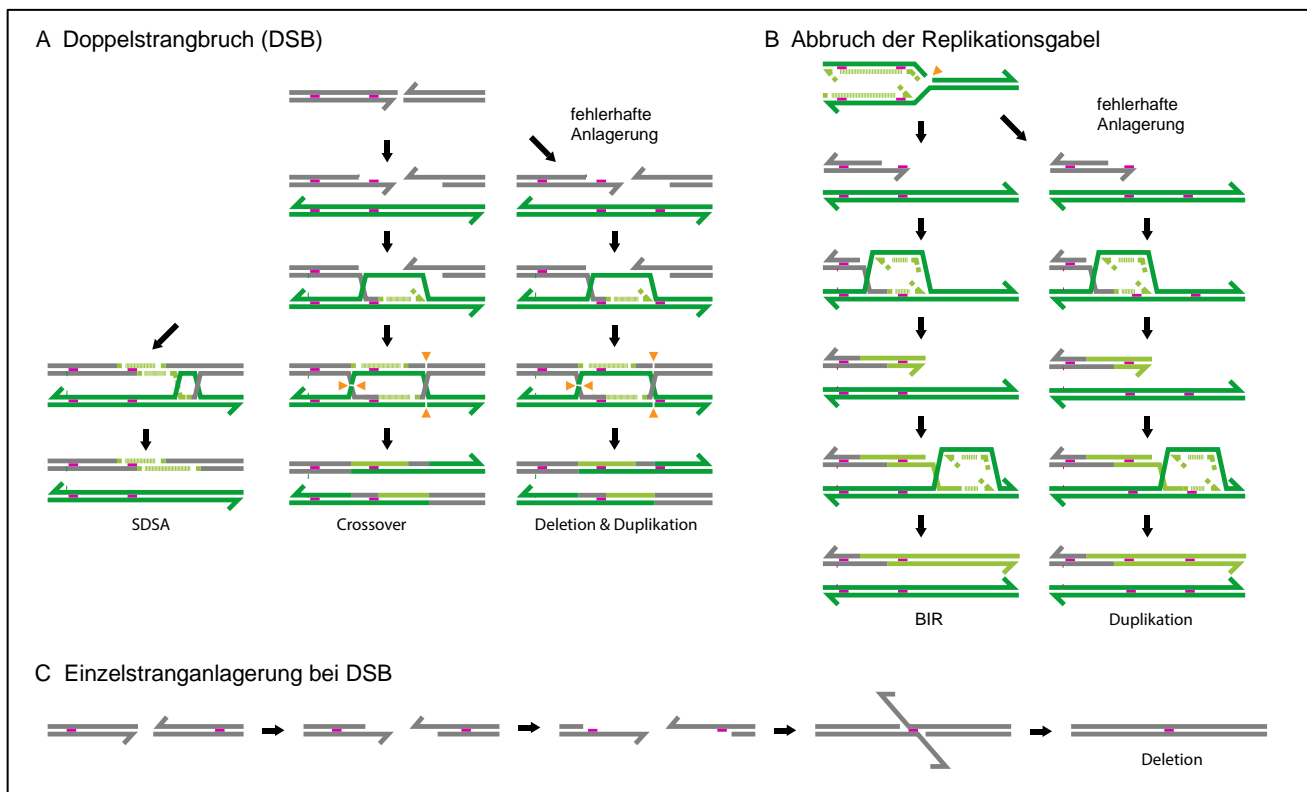 A Doppelstrangbruch (DSB)
fehlerhafte
Anlagerung
SDSA
Crossover
Deletion & Duplikation
B Abbruch der Replikationsgabel
fehlerhafte
Anlagerung
BIR
Duplikation
C Einzelstranganlagerung bei DSB
Deletion